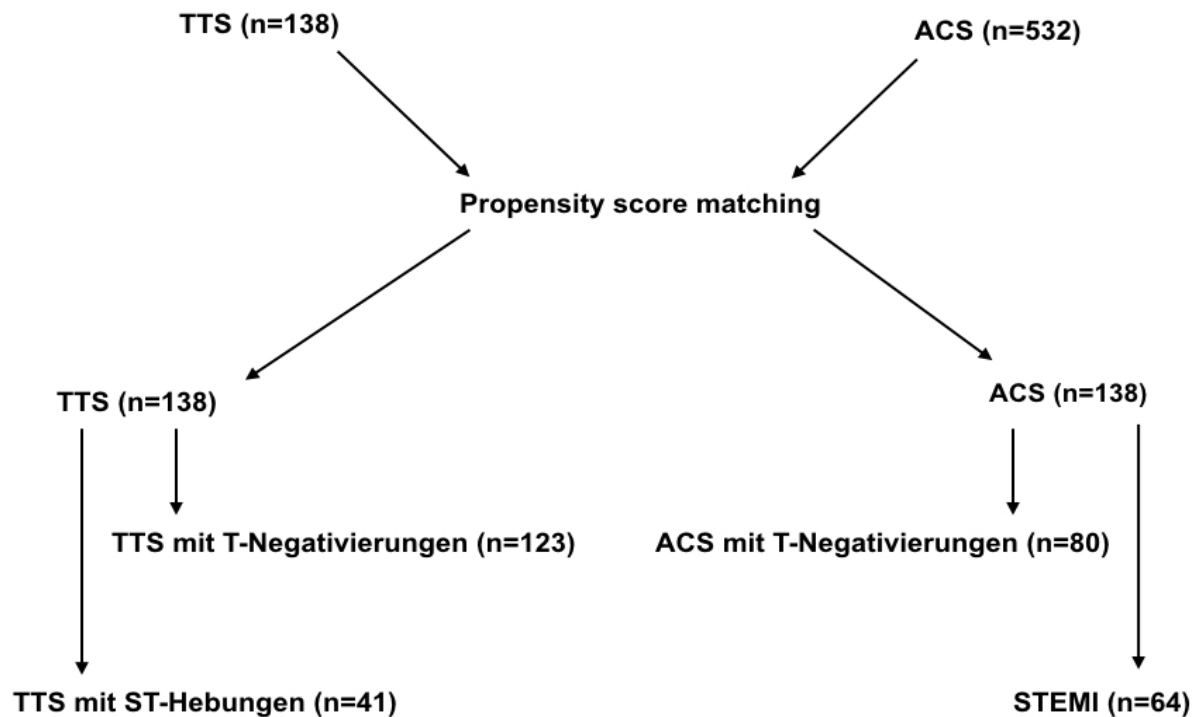 TTS (n=138)
ACS (n=532)
Propensity score matching
TTS (n=138)
ACS (n=138)
TTS mit T-Negativierungen (n=123)
ACS mit T-Negativierungen (n=80)
TTS mit ST-Hebungen (n=41)
STEMI (n=64)